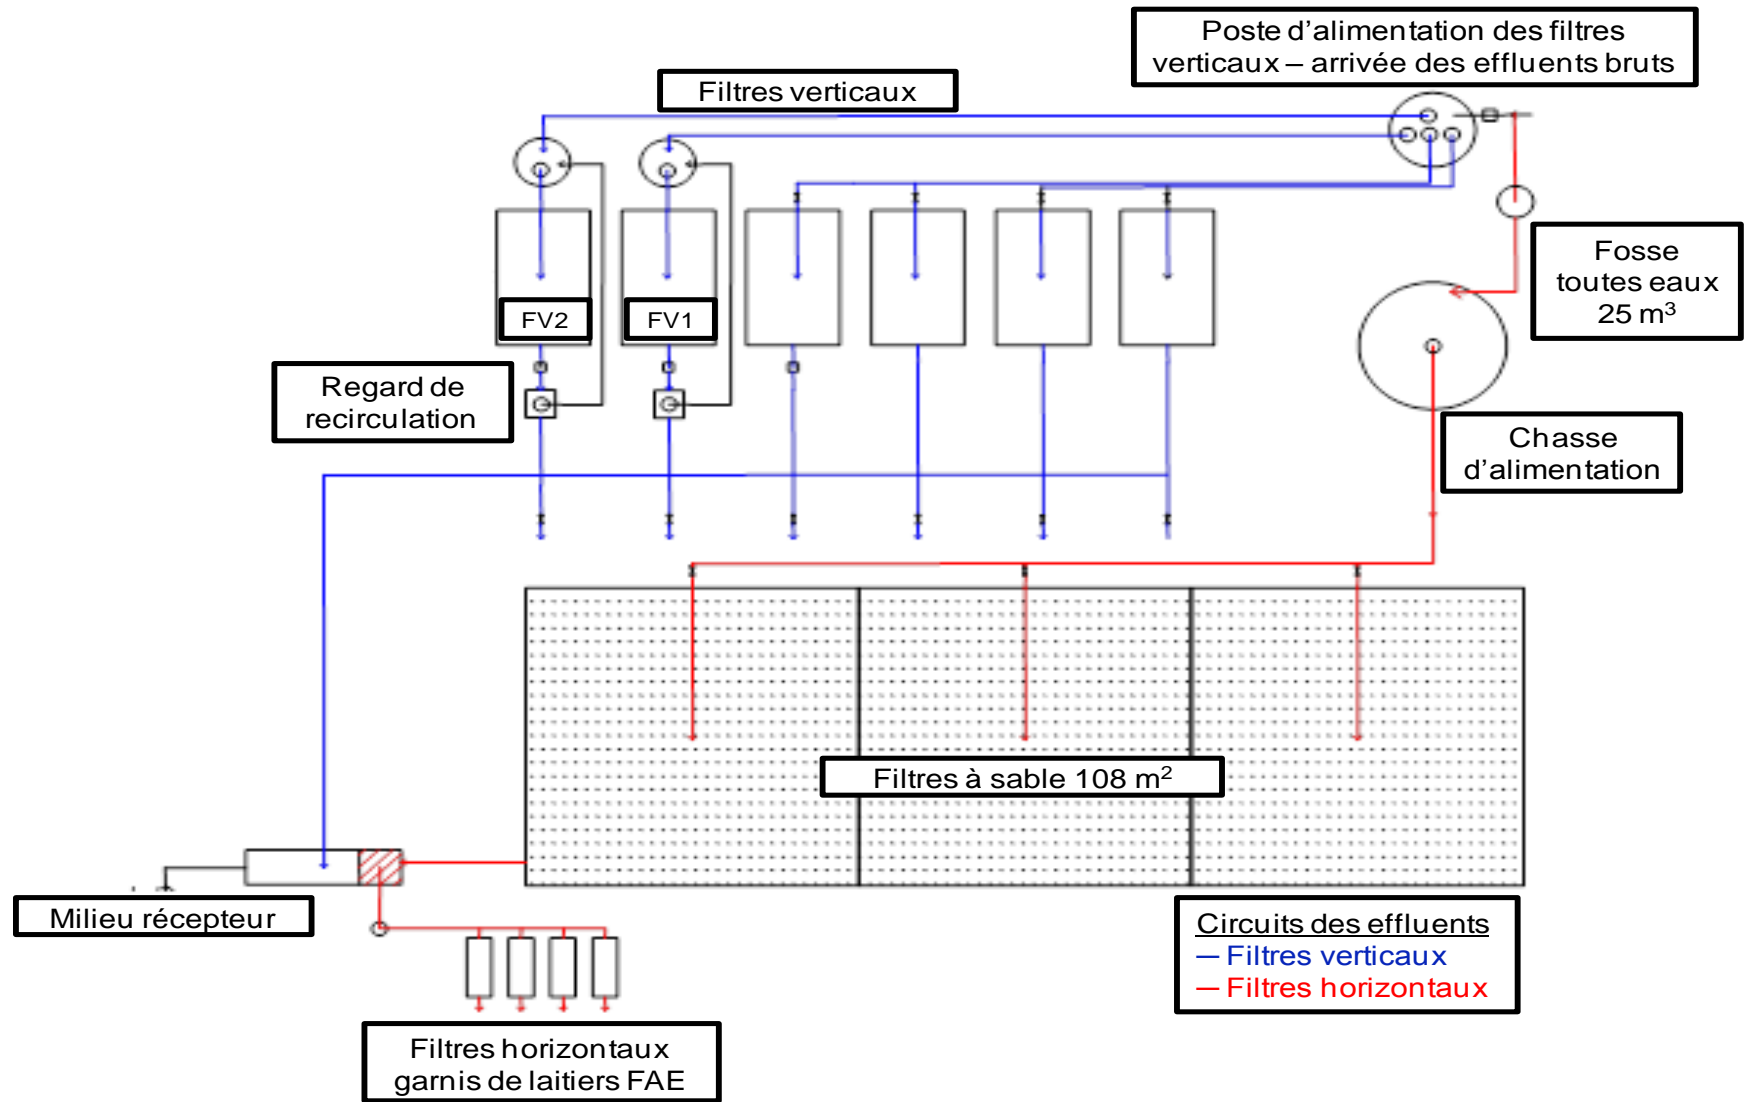 Poste d'alimentation des filtres
verticaux – arrivée des effluents bruts
Filtres verticaux
Fosse
toutes eaux
25 m³
FV2
FV1
Regard de
recirculation
Chasse
d'alimentation
Filtres à sable 108 m²
Milieu récepteur
Circuits des effluents
— Filtres verticaux
— Filtres horizontaux
Filtres horizontaux
garnis de laitiers FAE